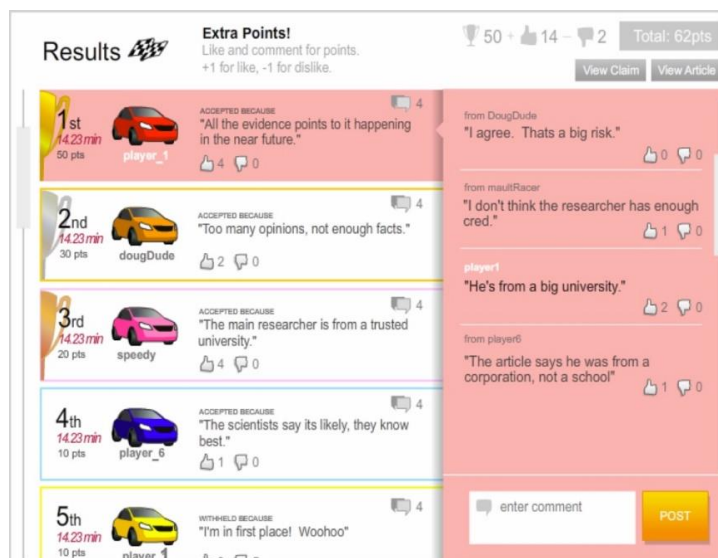 Results
Extra Points!
Like and comment for points.
+1 for like, -1 for dislike.
50 + 14 - 2
Total: 62pts
View Claim
View Article
1st
14.23 min
50 pts
player_1
ACCEPTED BECAUSE
"All the evidence points to it happening
in the near future."
4 0
4
2nd
14.23 min
30 pts
dougDude
ACCEPTED BECAUSE
"Too many opinions, not enough facts."
2 0
4
3rd
14.23 min
20 pts
speedy
ACCEPTED BECAUSE
"The main researcher is from a trusted
university."
4 0
4
4th
14.23 min
10 pts
player_6
ACCEPTED BECAUSE
"The scientists say its likely, they know
best."
1 0
4
5th
14.23 min
10 pts
player_1
WITHHELD BECAUSE
"I'm in first place! Woohoo"
4
from DougDude
"I agree. Thats a big risk."
0 0
from maultRacer
"I don't think the researcher has enough
cred."
1 0
player1
"He's from a big university."
2 0
from player6
"The article says he was from a
corporation, not a school"
1 0
enter comment
POST